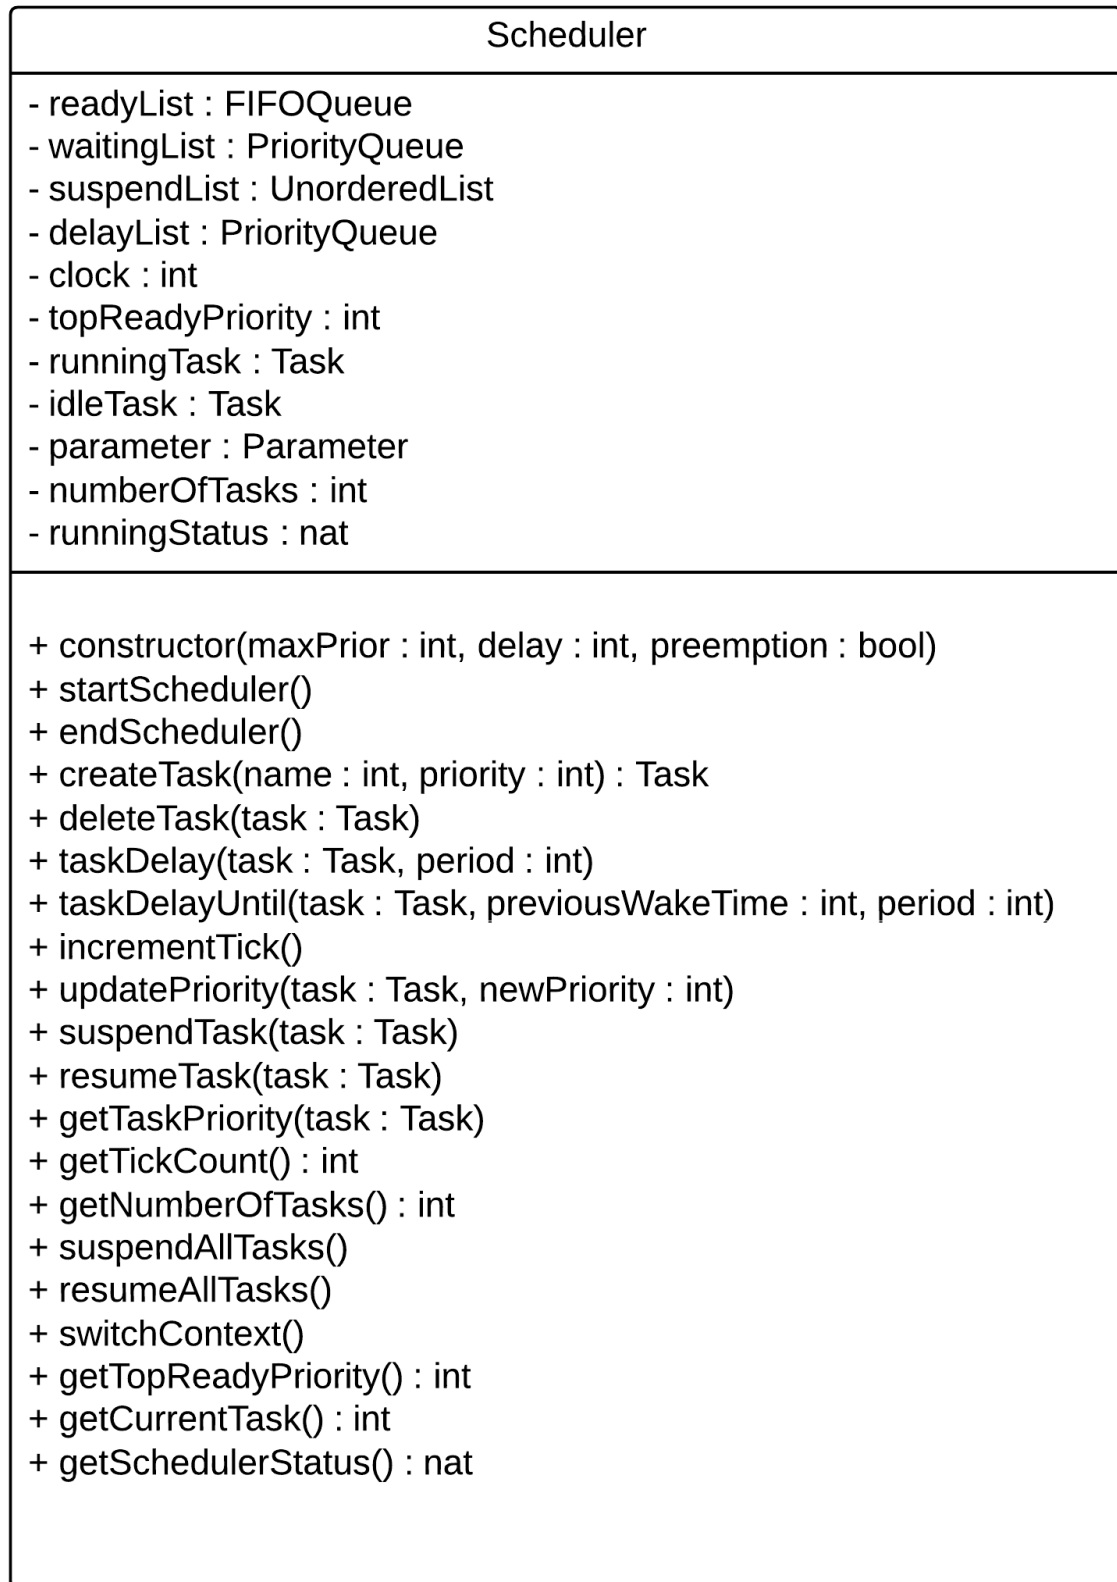 Scheduler
- readyList : FIFOQueue
- waitingList : PriorityQueue
- suspendList : UnorderedList
- delayList : PriorityQueue
- clock : int
- topReadyPriority : int
- runningTask : Task
- idleTask : Task
- parameter : Parameter
- numberOfTasks : int
- runningStatus : nat
+ constructor(maxPrior : int, delay : int, preemption : bool)
+ startScheduler()
+ endScheduler()
+ createTask(name : int, priority : int) : Task
+ deleteTask(task : Task)
+ taskDelay(task : Task, period : int)
+ taskDelayUntil(task : Task, previousWakeTime : int, period : int)
+ incrementTick()
+ updatePriority(task : Task, newPriority : int)
+ suspendTask(task : Task)
+ resumeTask(task : Task)
+ getTaskPriority(task : Task)
+ getTickCount() : int
+ getNumberOfTasks() : int
+ suspendAllTasks()
+ resumeAllTasks()
+ switchContext()
+ getTopReadyPriority() : int
+ getCurrentTask() : int
+ getSchedulerStatus() : nat